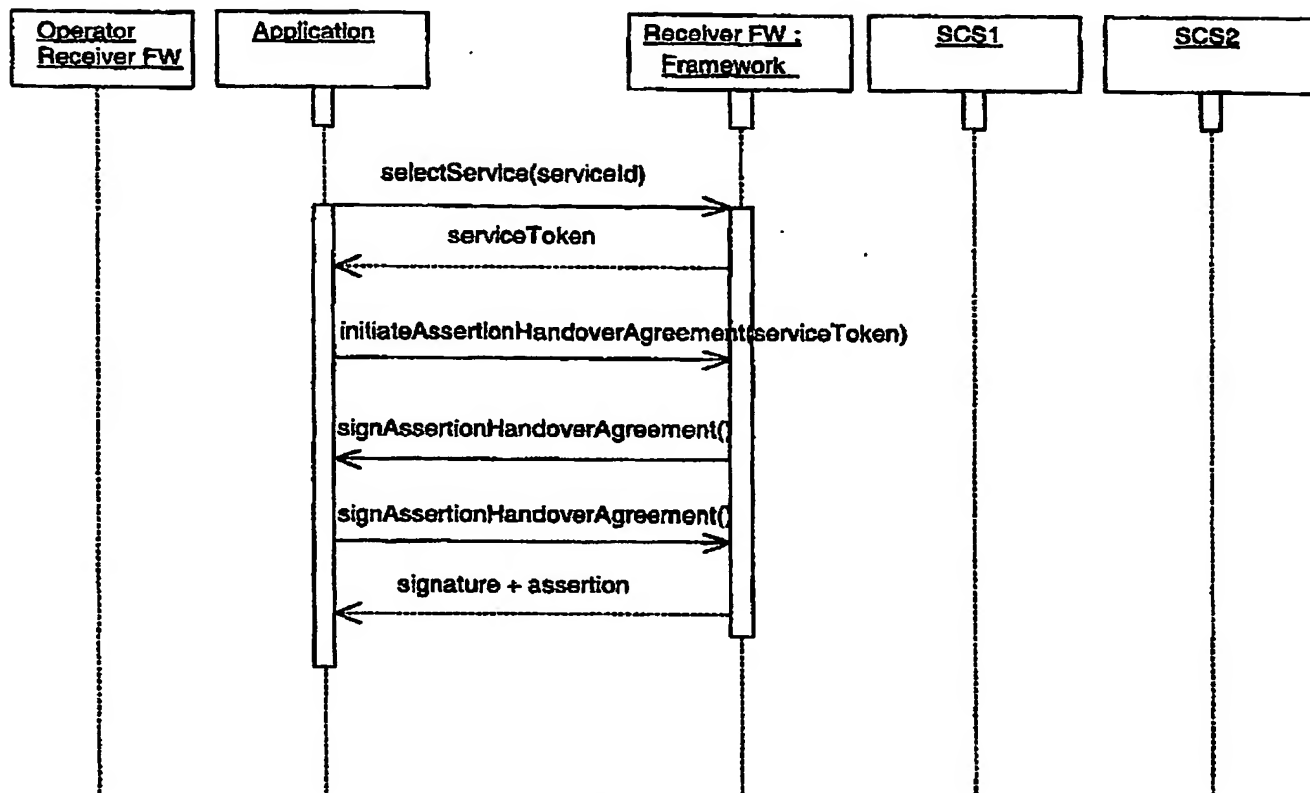 Operator
Receiver FW
Application
Receiver FW :
Framework
SCS1
SCS2
selectService(serviceId)
serviceToken
initiateAssertionHandoverAgreement(serviceToken)
signAssertionHandoverAgreement()
signAssertionHandoverAgreement()
signature + assertion